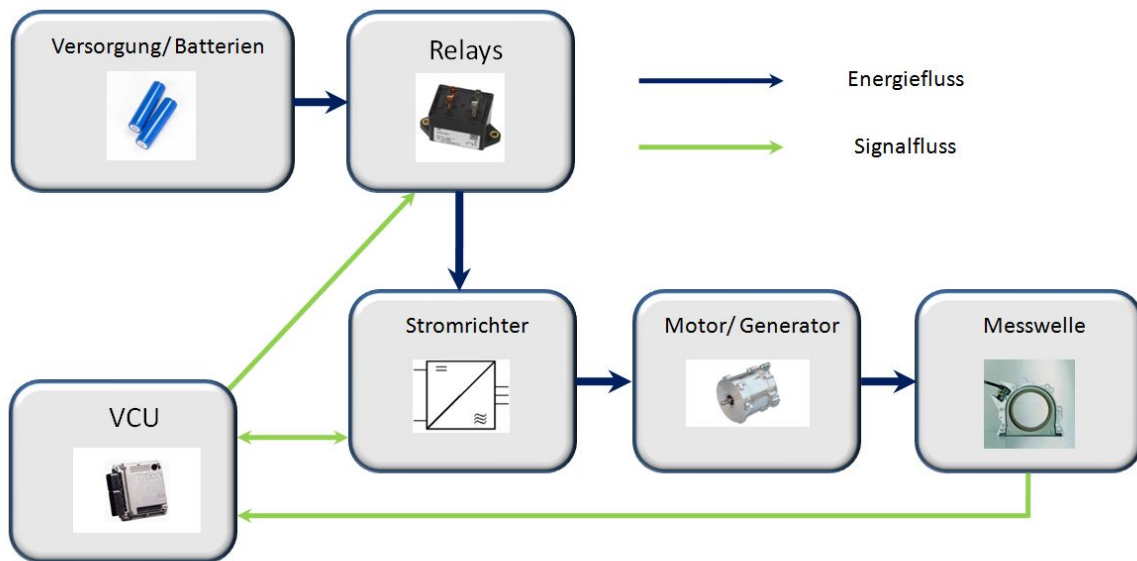 Versorgung/Batterien
Relays
Energiefluss
Signalfluss
Stromrichter
Motor/Generator
Messwelle
VCU